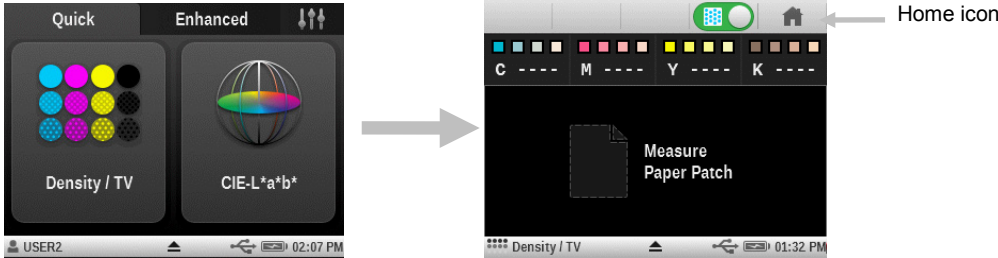 Quick Enhanced
Density / TV CIE-L*a*b*
USER2 02:07 PM
Home icon
C ---- M ---- Y ---- K ----
Measure
Paper Patch
Density / TV 01:32 PM